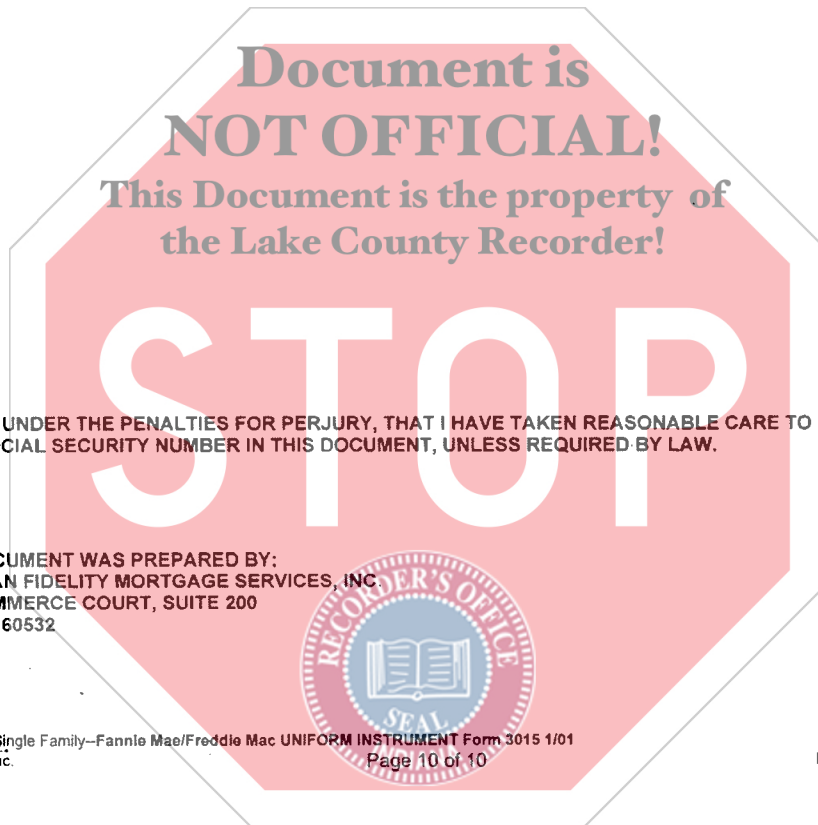 Document is
NOT OFFICIAL!
This Document is the property of
the Lake County Recorder!
STOP
UNDER THE PENALTIES FOR PERJURY, THAT I HAVE TAKEN REASONABLE CARE TO
CIAL SECURITY NUMBER IN THIS DOCUMENT, UNLESS REQUIRED BY LAW.
CUMENT WAS PREPARED BY:
AN FIDELITY MORTGAGE SERVICES, INC.
MMERCE COURT, SUITE 200
60532
RECORDER'S OFFICE
SEAL
INDIANA
Single Family--Fannie Mae/Freddie Mac UNIFORM INSTRUMENT Form 3015 1/01
nc.
Page 10 of 10